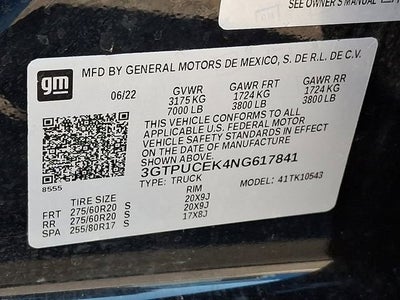 SEE OWNER'S MANUAL
gm
MFD BY GENERAL MOTORS DE MEXICO, S. DE R.L. DE C.V.
06/22 GVWR GAWR FRT GAWR RR
3175 KG 1724 KG 1724 KG
7000 LB 3800 LB 3800 LB
THIS VEHICLE CONFORMS TO ALL
APPLICABLE U.S. FEDERAL MOTOR
VEHICLE SAFETY STANDARDS IN EFFECT
ON THE DATE OF MANUFACTURE
SHOWN ABOVE.
3GTPUCEK4NG617841
8555 TYPE: TRUCK MODEL: 41TK10543
TIRE SIZE RIM
FRT 275/60R20 S 20X9J
RR 275/60R20 S 20X9J
SPA 255/80R17 S 17X8J